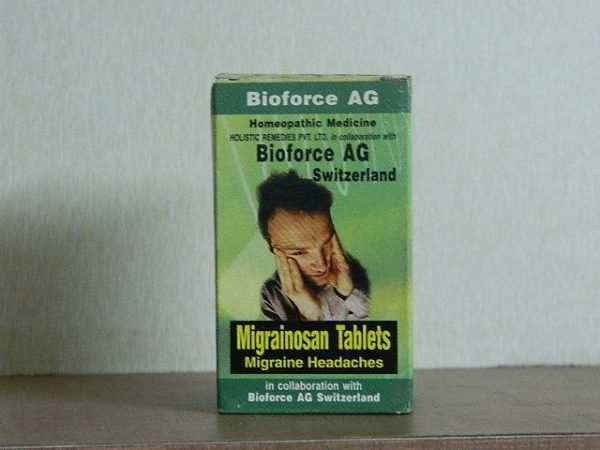 Bioforce AG
Homeopathic Medicine
HOLISTIC REMEDIES PVT. LTD. in collaboration with
Bioforce AG
Switzerland
Migrainosan Tablets
Migraine Headaches
in collaboration with
Bioforce AG Switzerland